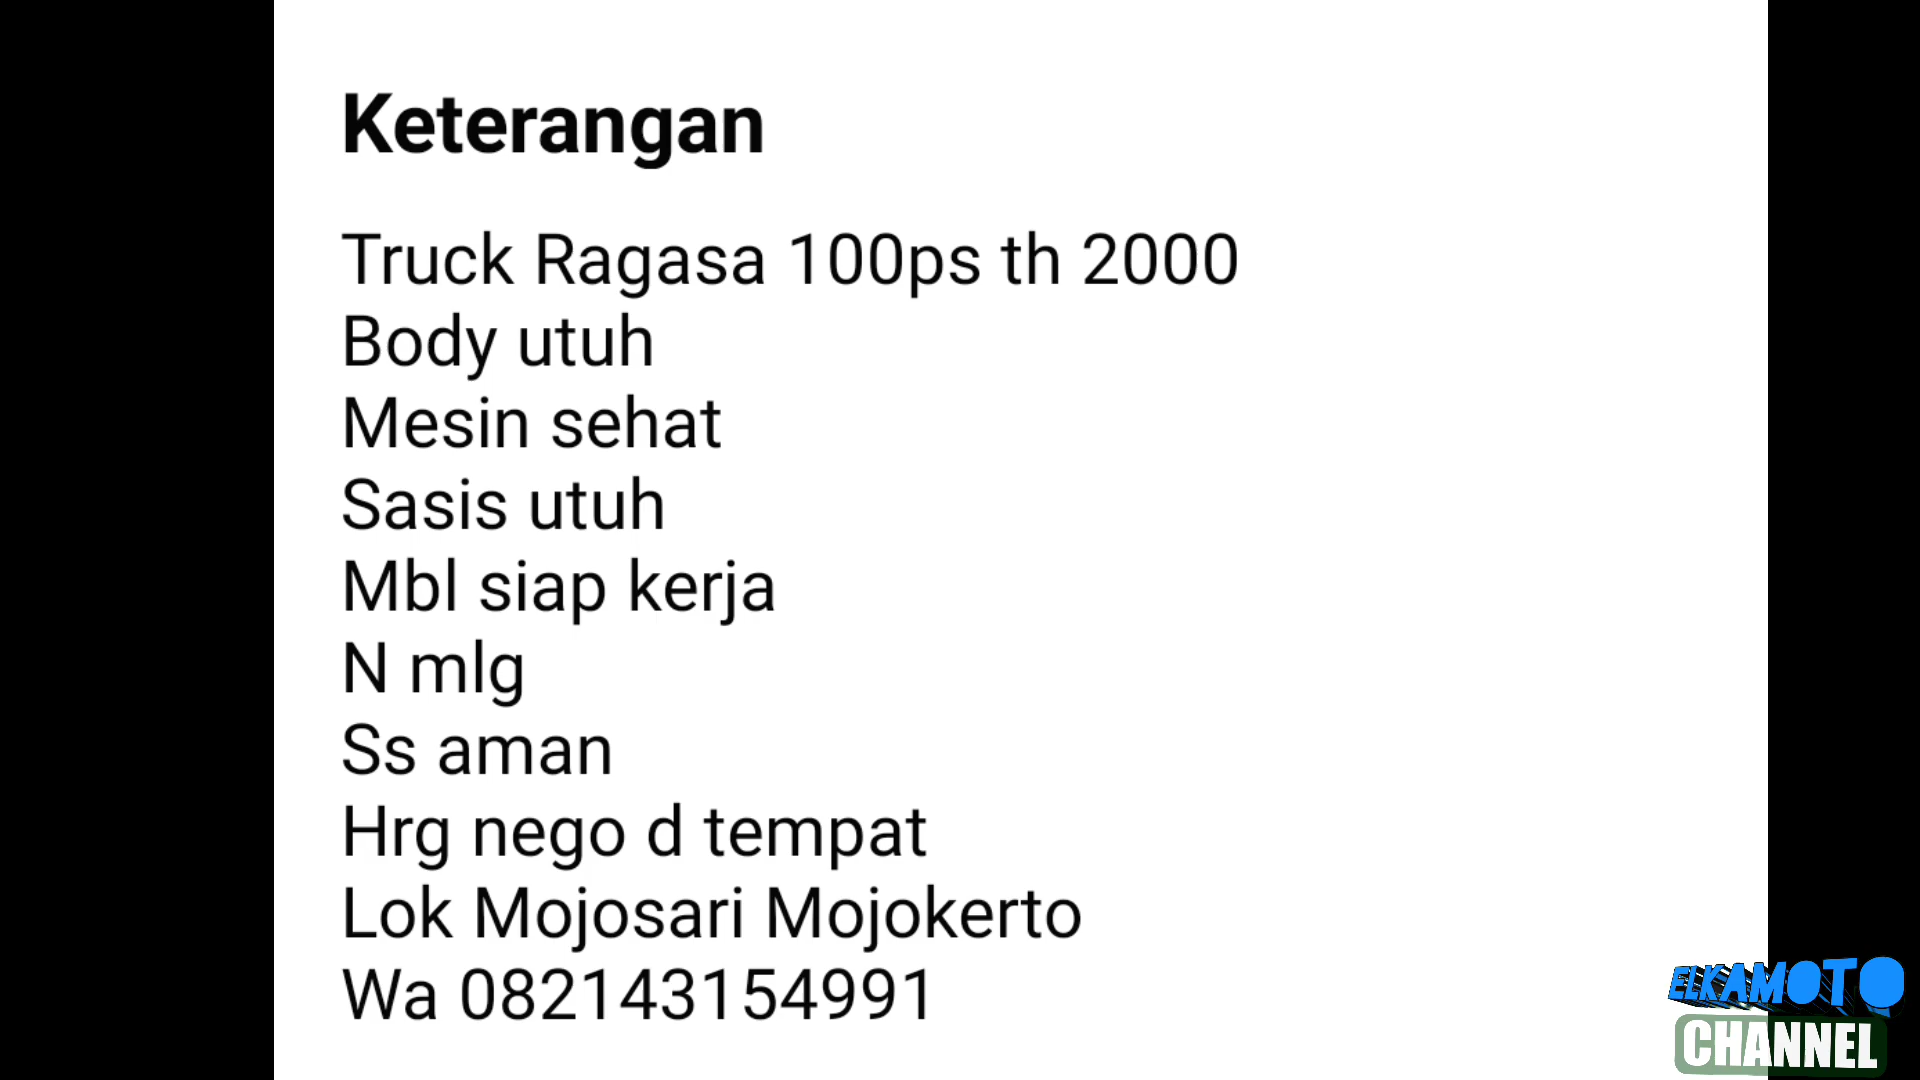 Keterangan
Truck Ragasa 100ps th 2000
Body utuh
Mesin sehat
Sasis utuh
Mbl siap kerja
N mlg
Ss aman
Hrg nego d tempat
Lok Mojosari Mojokerto
Wa 082143154991
ELKAMOTO
CHANNEL